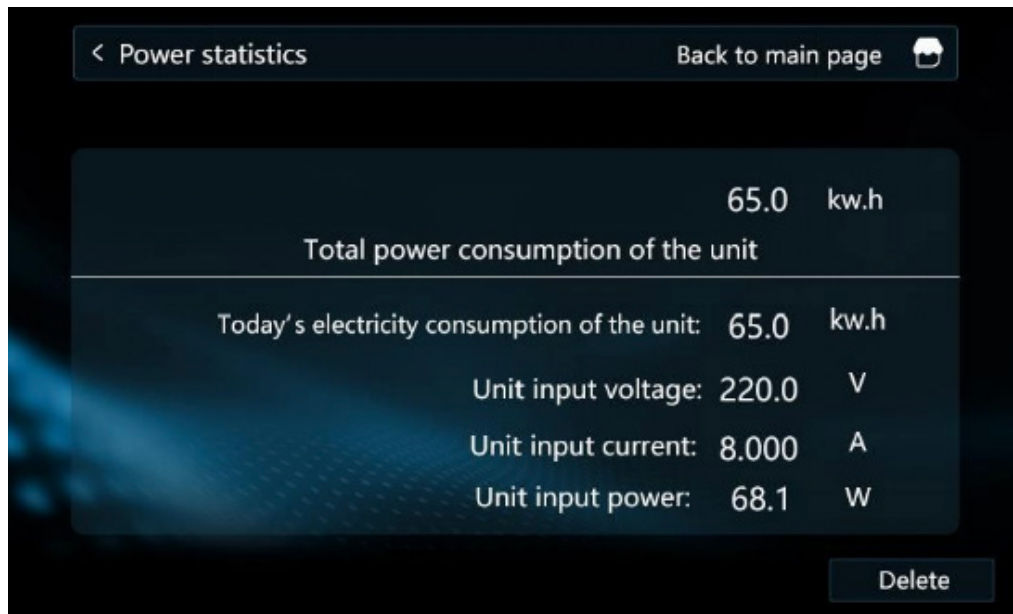 < Power statistics Back to main page
65.0 kw.h
Total power consumption of the unit
Today's electricity consumption of the unit: 65.0 kw.h
Unit input voltage: 220.0 V
Unit input current: 8.000 A
Unit input power: 68.1 W
Delete